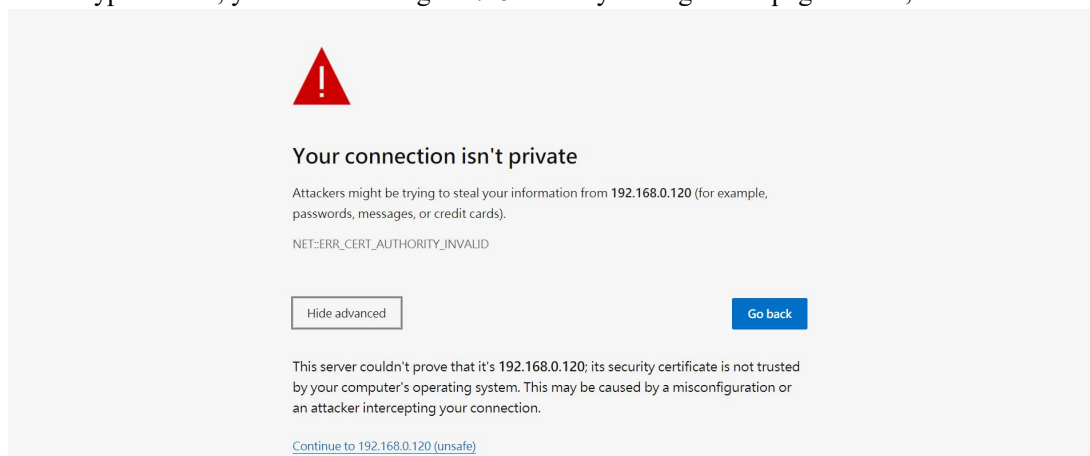 Your connection isn't private
Attackers might be trying to steal your information from 192.168.0.120 (for example,
passwords, messages, or credit cards).
NET::ERR_CERT_AUTHORITY_INVALID
Hide advanced
Go back
This server couldn't prove that it's 192.168.0.120; its security certificate is not trusted
by your computer's operating system. This may be caused by a misconfiguration or
an attacker intercepting your connection.
Continue to 192.168.0.120 (unsafe)